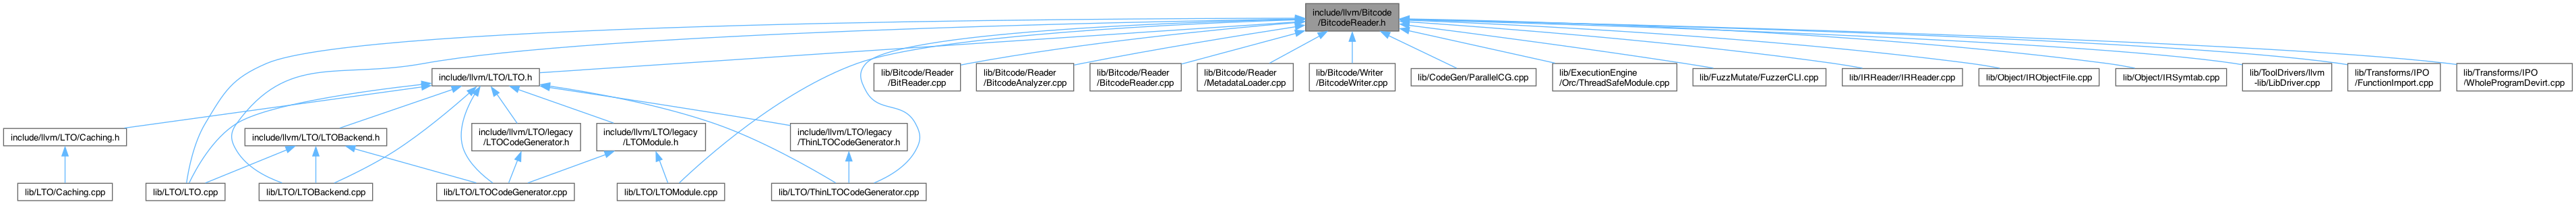 include/llvm/Bitcode
/BitcodeReader.h
include/llvm/LTO/LTO.h
lib/Bitcode/Reader
/BitReader.cpp
lib/Bitcode/Reader
/BitcodeAnalyzer.cpp
lib/Bitcode/Reader
/BitcodeReader.cpp
lib/Bitcode/Reader
/MetadataLoader.cpp
lib/Bitcode/Writer
/BitcodeWriter.cpp
lib/CodeGen/ParallelCG.cpp
lib/ExecutionEngine
/Orc/ThreadSafeModule.cpp
lib/FuzzMutate/FuzzerCLI.cpp
lib/IRReader/IRReader.cpp
lib/Object/IRObjectFile.cpp
lib/Object/IRSymtab.cpp
lib/ToolDrivers/llvm
-lib/LibDriver.cpp
lib/Transforms/IPO
/FunctionImport.cpp
lib/Transforms/IPO
/WholeProgramDevirt.cpp
include/llvm/LTO/Caching.h
include/llvm/LTO/LTOBackend.h
include/llvm/LTO/legacy
/LTOCodeGenerator.h
include/llvm/LTO/legacy
/LTOModule.h
include/llvm/LTO/legacy
/ThinLTOCodeGenerator.h
lib/LTO/Caching.cpp
lib/LTO/LTO.cpp
lib/LTO/LTOBackend.cpp
lib/LTO/LTOCodeGenerator.cpp
lib/LTO/LTOModule.cpp
lib/LTO/ThinLTOCodeGenerator.cpp